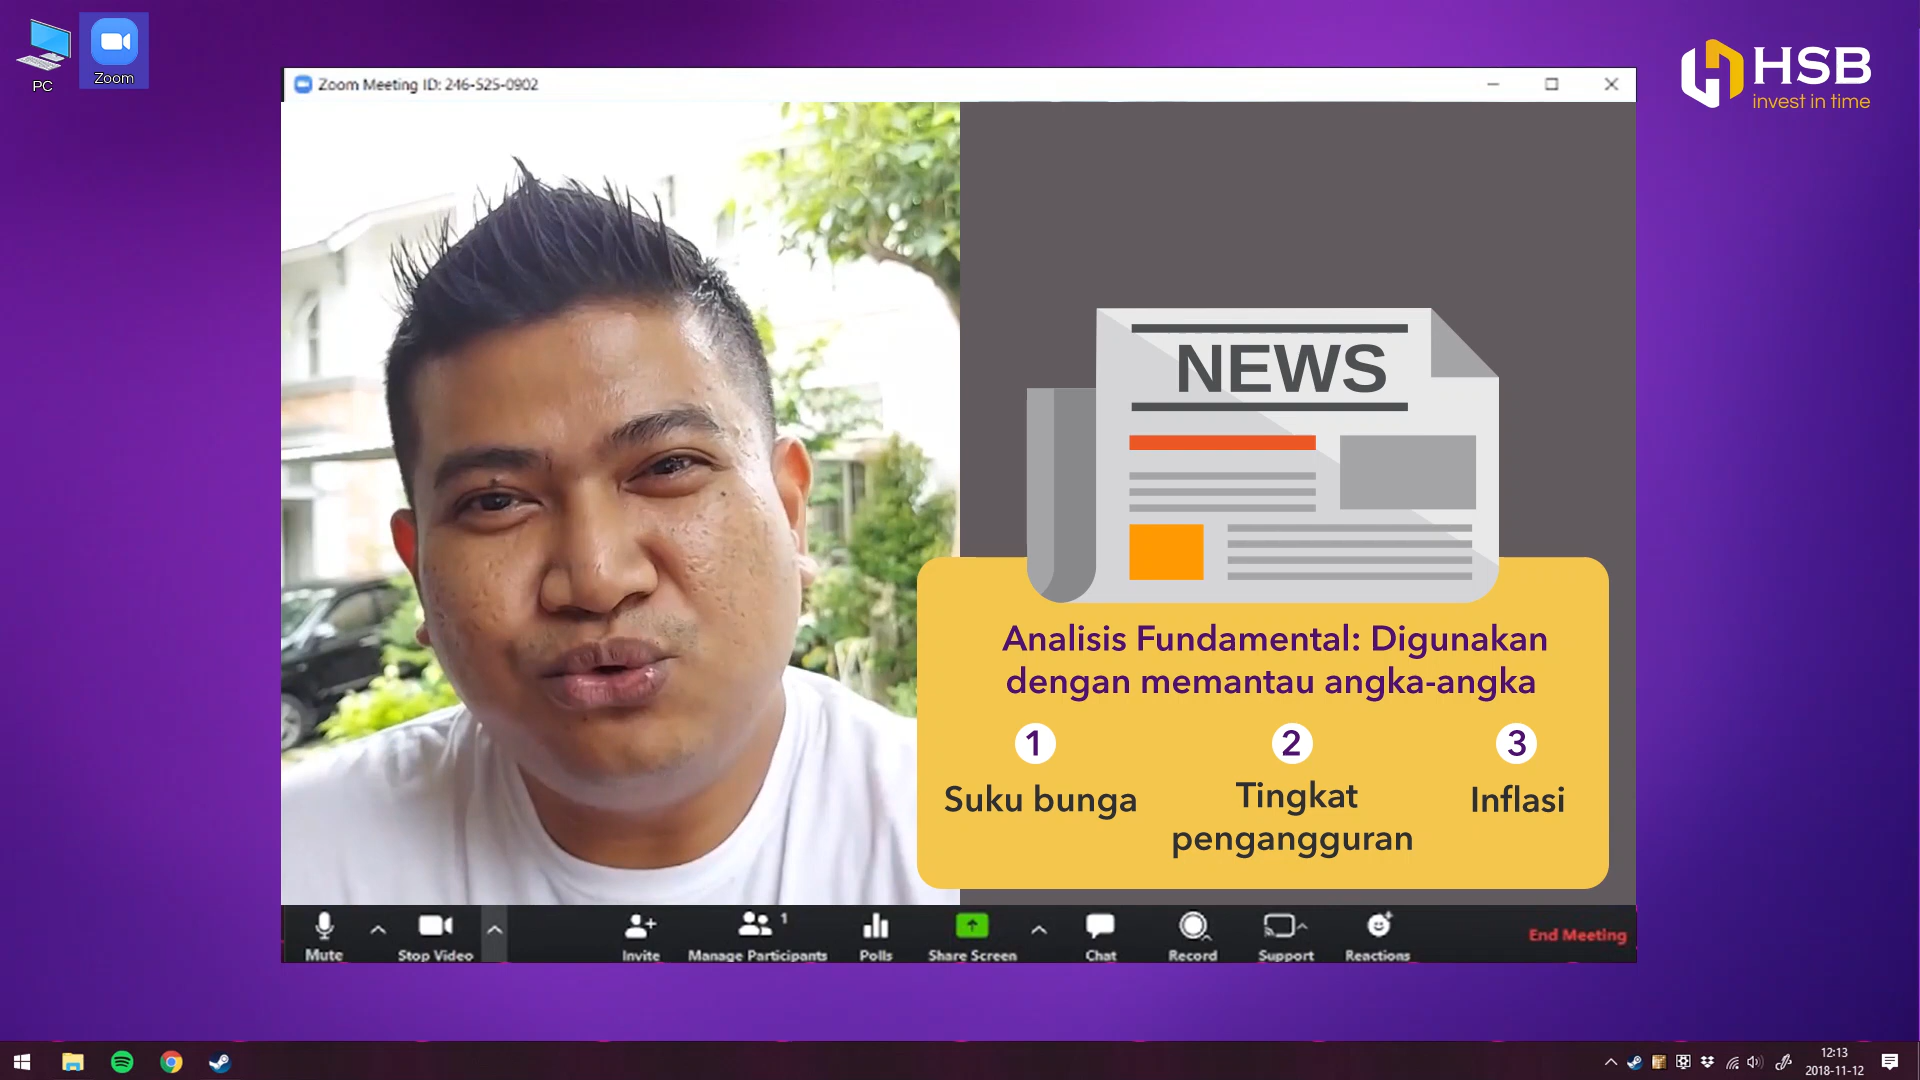 PC
Zoom
Zoom Meeting ID: 246-525-0902
HSB
invest in time
NEWS
Analisis Fundamental: Digunakan
dengan memantau angka-angka
1
2
3
Suku bunga
Tingkat
pengangguran
Inflasi
Mute
Stop Video
Invite
1
Manage Participants
Polls
Share Screen
Chat
Record
Support
Reactions
End Meeting
12:13
2018-11-12